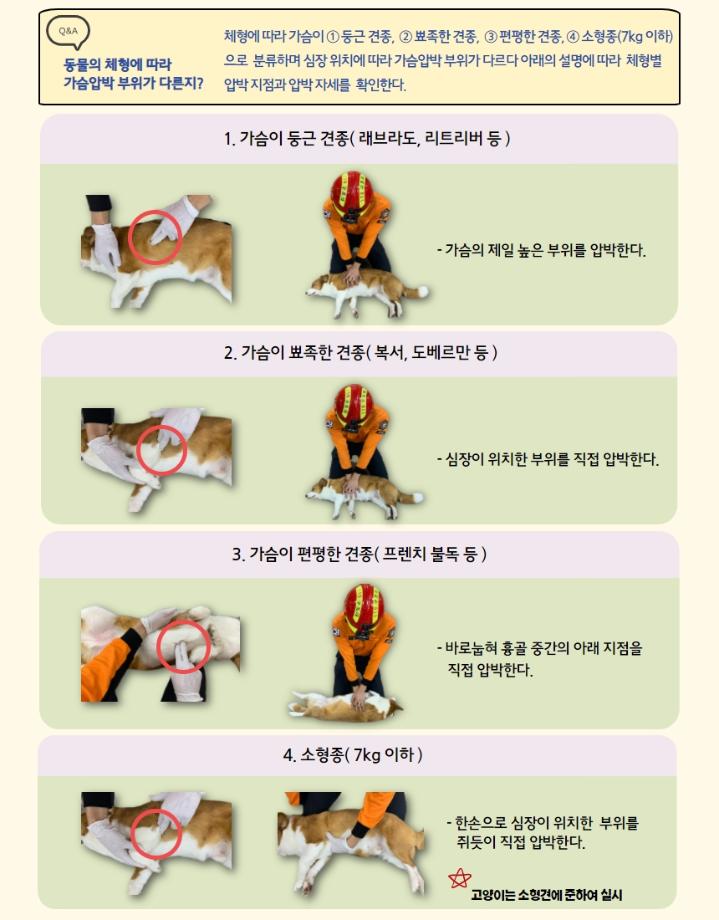 Q&A
동물의 체형에 따라
가슴압박 부위가 다른지?
체형에 따라 가슴이 ① 둥근 견종, ② 뾰족한 견종, ③ 편평한 견종, ④ 소형종(7kg 이하)
으로 분류하며 심장 위치에 따라 가슴압박 부위가 다르다 아래의 설명에 따라 체형별
압박 지점과 압박 자세를 확인한다.
1. 가슴이 둥근 견종( 래브라도, 리트리버 등 )
- 가슴의 제일 높은 부위를 압박한다.
2. 가슴이 뾰족한 견종( 복서, 도베르만 등 )
- 심장이 위치한 부위를 직접 압박한다.
3. 가슴이 편평한 견종( 프렌치 불독 등 )
- 바로눕혀 흉골 중간의 아래 지점을
직접 압박한다.
4. 소형종( 7kg 이하 )
- 한손으로 심장이 위치한 부위를
쥐듯이 직접 압박한다.
고양이는 소형견에 준하여 실시